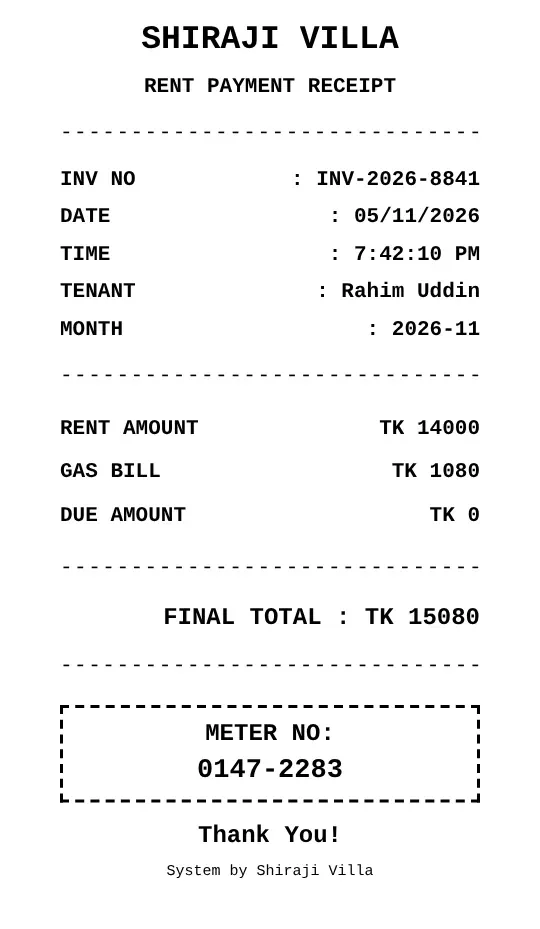 SHIRAJI VILLA
RENT PAYMENT RECEIPT
------------------------------
INV NO : INV-2026-8841
DATE : 05/11/2026
TIME : 7:42:10 PM
TENANT : Rahim Uddin
MONTH : 2026-11
------------------------------
RENT AMOUNT TK 14000
GAS BILL TK 1080
DUE AMOUNT TK 0
------------------------------
FINAL TOTAL : TK 15080
------------------------------
METER NO:
0147-2283
Thank You!
System by Shiraji Villa